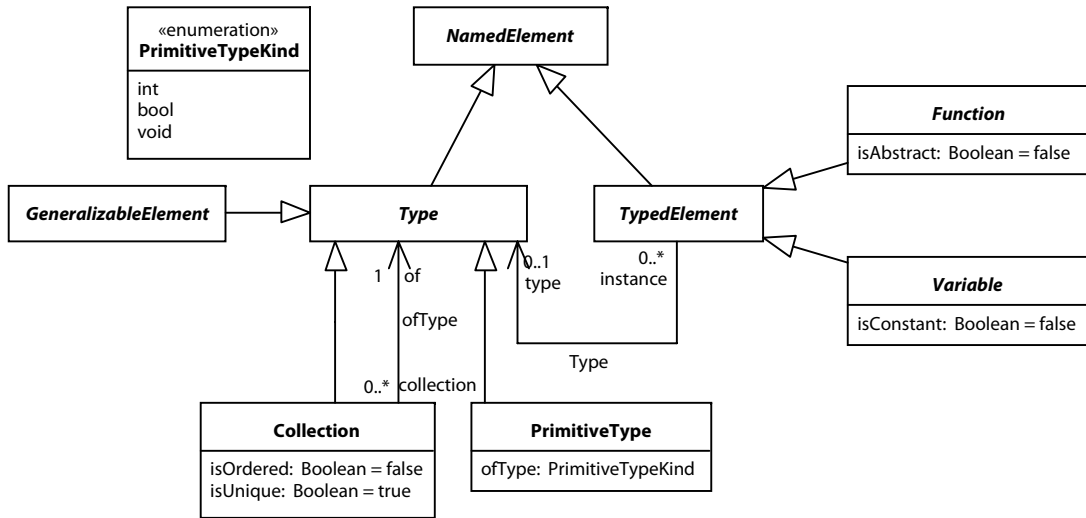 «enumeration»
PrimitiveTypeKind
int
bool
void
NamedElement
Function
isAbstract: Boolean = false
GeneralizableElement
Type
TypedElement
1
of
0..1
type
0..*
instance
Variable
isConstant: Boolean = false
ofType
Type
0..*
collection
Collection
isOrdered: Boolean = false
isUnique: Boolean = true
PrimitiveType
ofType: PrimitiveTypeKind